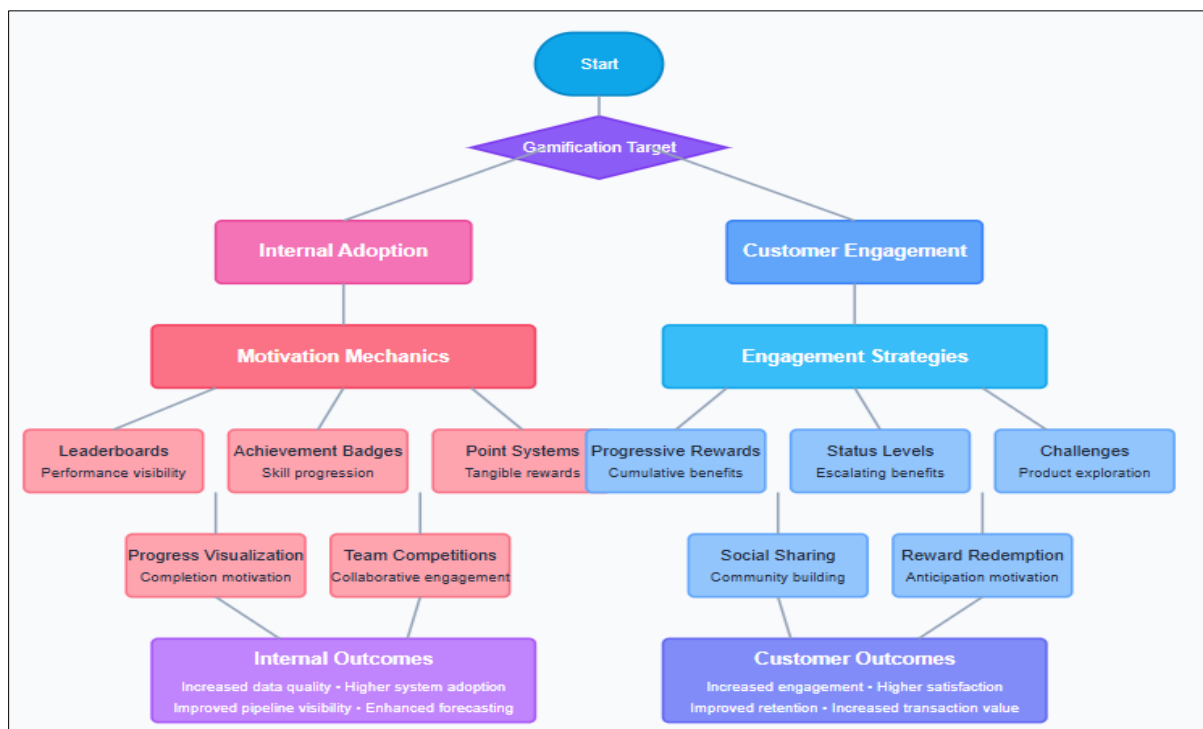 Start
Gamification Target
Internal Adoption
Customer Engagement
Motivation Mechanics
Engagement Strategies
Leaderboards
Performance visibility
Achievement Badges
Skill progression
Point Systems
Tangible rewards
Progressive Rewards
Cumulative benefits
Status Levels
Escalating benefits
Challenges
Product exploration
Progress Visualization
Completion motivation
Team Competitions
Collaborative engagement
Social Sharing
Community building
Reward Redemption
Anticipation motivation
Internal Outcomes
Increased data quality • Higher system adoption
Improved pipeline visibility • Enhanced forecasting
Customer Outcomes
Increased engagement • Higher satisfaction
Improved retention • Increased transaction value